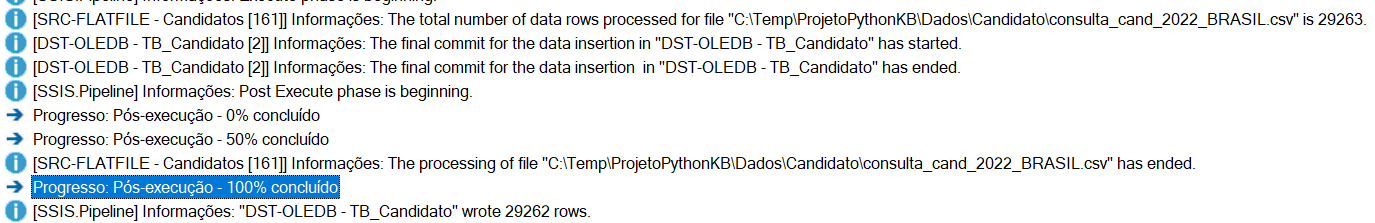 [SRC-FLATFILE - Candidatos [161]] Informações: The total number of data rows processed for file "C:\Temp\ProjetoPythonKB\Dados\Candidato\consulta_cand_2022_BRASIL.csv" is 29263.
[DST-OLEDB - TB_Candidato [2]] Informações: The final commit for the data insertion in "DST-OLEDB - TB_Candidato" has started.
[DST-OLEDB - TB_Candidato [2]] Informações: The final commit for the data insertion  in "DST-OLEDB - TB_Candidato" has ended.
[SSIS.Pipeline] Informações: Post Execute phase is beginning.
Progresso: Pós-execução - 0% concluído
Progresso: Pós-execução - 50% concluído
[SRC-FLATFILE - Candidatos [161]] Informações: The processing of file "C:\Temp\ProjetoPythonKB\Dados\Candidato\consulta_cand_2022_BRASIL.csv" has ended.
Progresso: Pós-execução - 100% concluído
[SSIS.Pipeline] Informações: "DST-OLEDB - TB_Candidato" wrote 29262 rows.